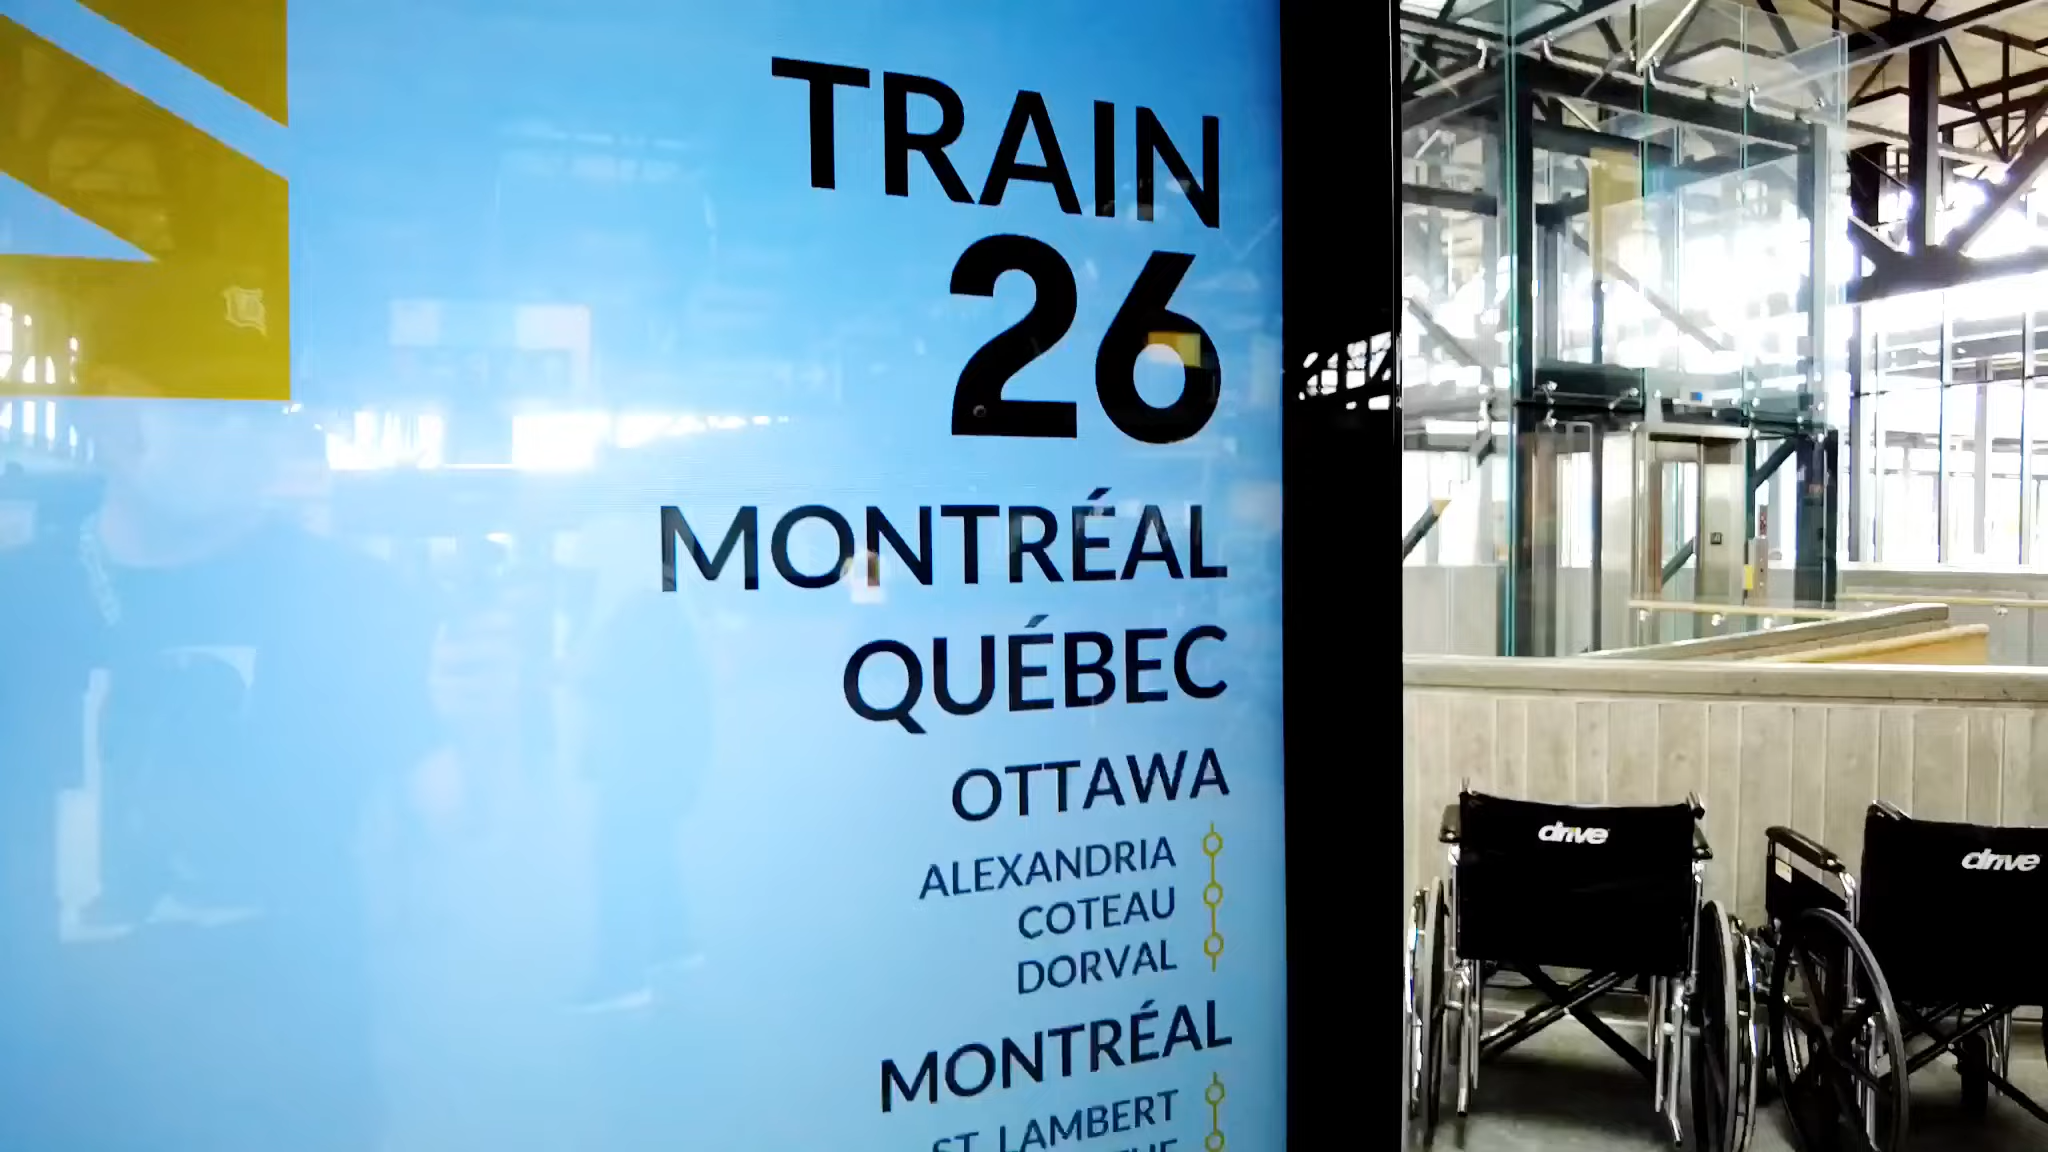 TRAIN
26
MONTRÉAL
QUÉBEC
OTTAWA
ALEXANDRIA
COTEAU
DORVAL
MONTRÉAL
ST. LAMBERT
drive
drive